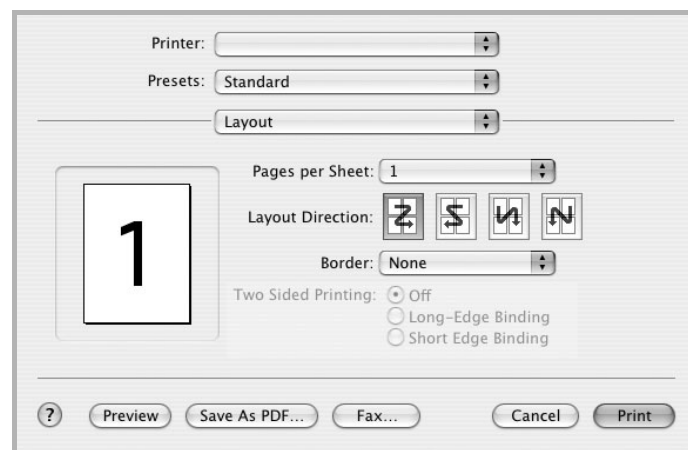 Printer:
Presets: Standard
Layout
Pages per Sheet: 1
Layout Direction:
1
Border: None
Two Sided Printing: Off
Long-Edge Binding
Short Edge Binding
? Preview Save As PDF... Fax... Cancel Print